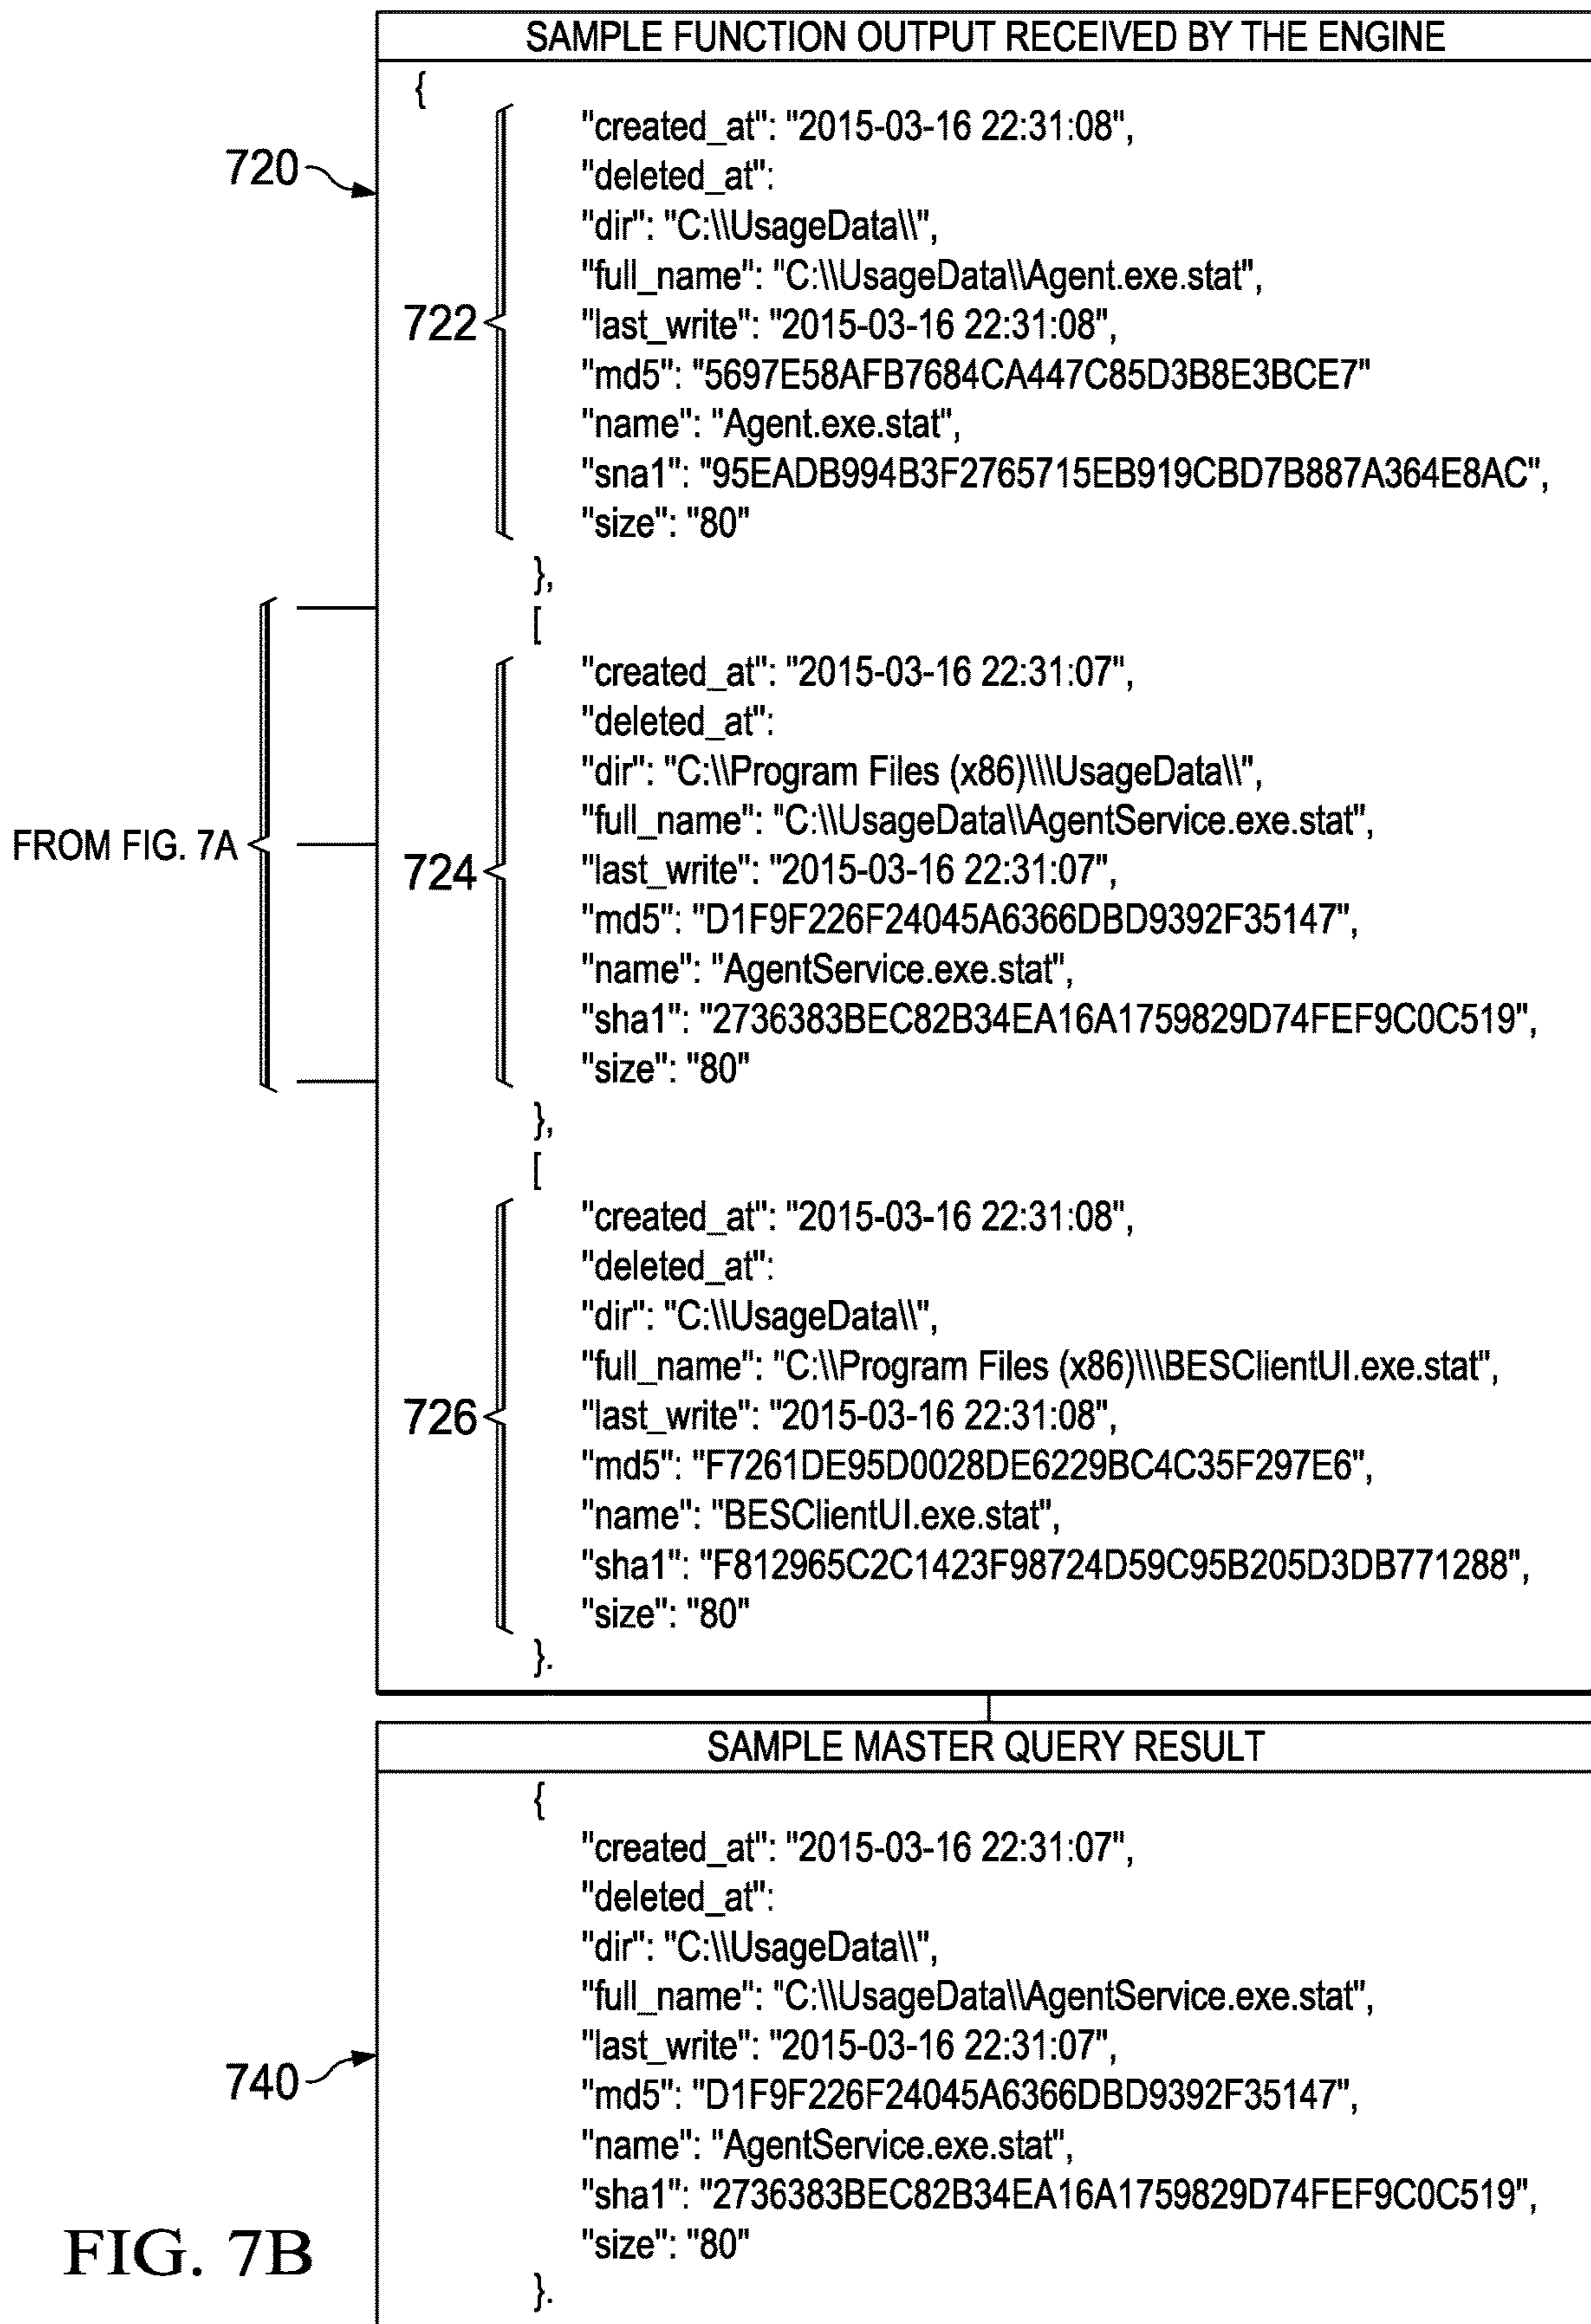 SAMPLE FUNCTION OUTPUT RECEIVED BY THE ENGINE
{
720
722
"created_at": "2015-03-16 22:31:08",
"deleted_at":
"dir": "C:\\UsageData\\",
"full_name": "C:\\UsageData\\Agent.exe.stat",
"last_write": "2015-03-16 22:31:08",
"md5": "5697E58AFB7684CA447C85D3B8E3BCE7"
"name": "Agent.exe.stat",
"sna1": "95EADB994B3F2765715EB919CBD7B887A364E8AC",
"size": "80"
},
[
FROM FIG. 7A
724
"created_at": "2015-03-16 22:31:07",
"deleted_at":
"dir": "C:\\Program Files (x86)\\\UsageData\\",
"full_name": "C:\\UsageData\\AgentService.exe.stat",
"last_write": "2015-03-16 22:31:07",
"md5": "D1F9F226F24045A6366DBD9392F35147",
"name": "AgentService.exe.stat",
"sha1": "2736383BEC82B34EA16A1759829D74FEF9C0C519",
"size": "80"
},
[
726
"created_at": "2015-03-16 22:31:08",
"deleted_at":
"dir": "C:\\UsageData\\",
"full_name": "C:\\Program Files (x86)\\\BESClientUI.exe.stat",
"last_write": "2015-03-16 22:31:08",
"md5": "F7261DE95D0028DE6229BC4C35F297E6",
"name": "BESClientUI.exe.stat",
"sha1": "F812965C2C1423F98724D59C95B205D3DB771288",
"size": "80"
}.
SAMPLE MASTER QUERY RESULT
740
{
"created_at": "2015-03-16 22:31:07",
"deleted_at":
"dir": "C:\\UsageData\\",
"full_name": "C:\\UsageData\\AgentService.exe.stat",
"last_write": "2015-03-16 22:31:07",
"md5": "D1F9F226F24045A6366DBD9392F35147",
"name": "AgentService.exe.stat",
"sha1": "2736383BEC82B34EA16A1759829D74FEF9C0C519",
"size": "80"
}.
FIG. 7B